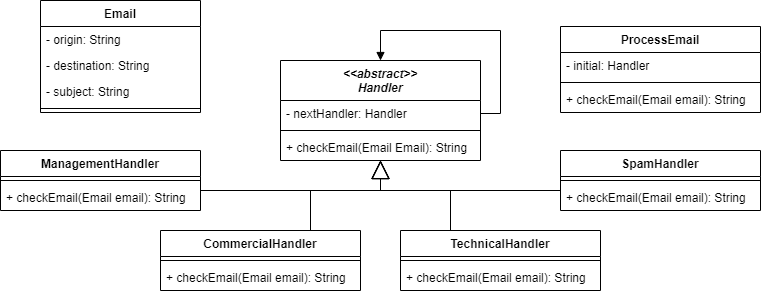 Email
- origin: String
- destination: String
- subject: String
<<abstract>>
Handler
- nextHandler: Handler
+ checkEmail(Email Email): String
ProcessEmail
- initial: Handler
+ checkEmail(Email email): String
ManagementHandler
+ checkEmail(Email email): String
SpamHandler
+ checkEmail(Email email): String
CommercialHandler
+ checkEmail(Email email): String
TechnicalHandler
+ checkEmail(Email email): String